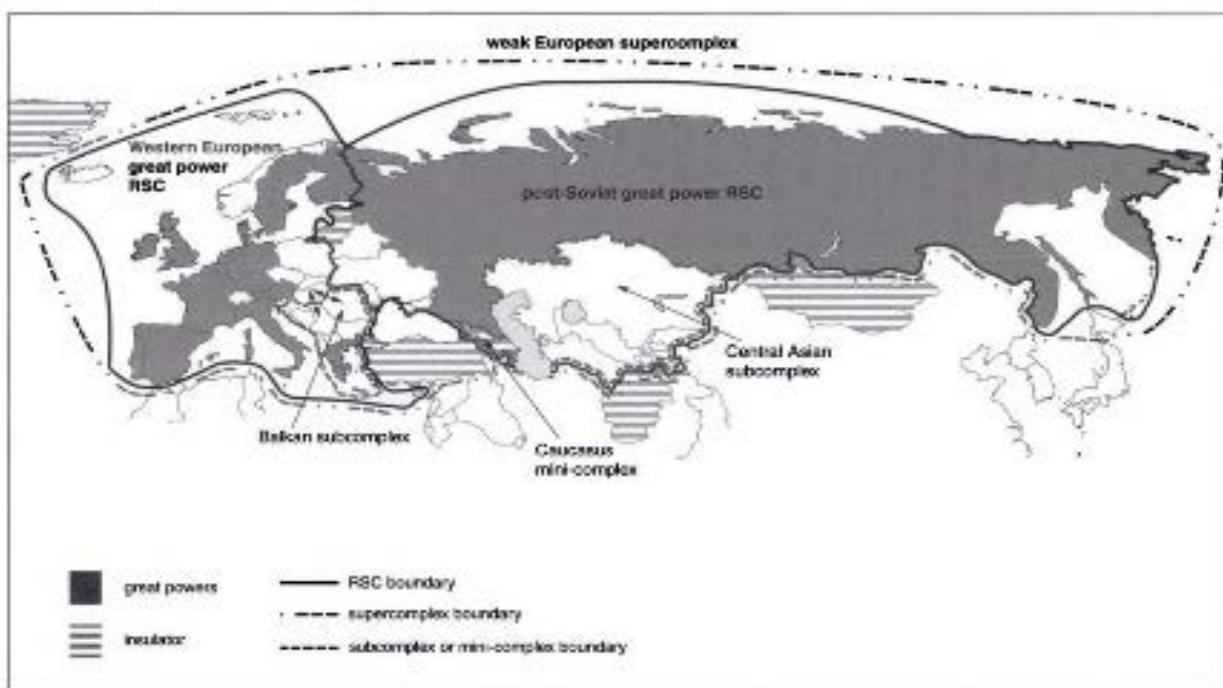 weak European supercomplex
Western European
great power
RSC
post-Soviet great power RSC
Central Asian
subcomplex
Balkan subcomplex
Caucasus
mini-complex
great powers
RSC boundary
supercomplex boundary
insulator
subcomplex or mini-complex boundary